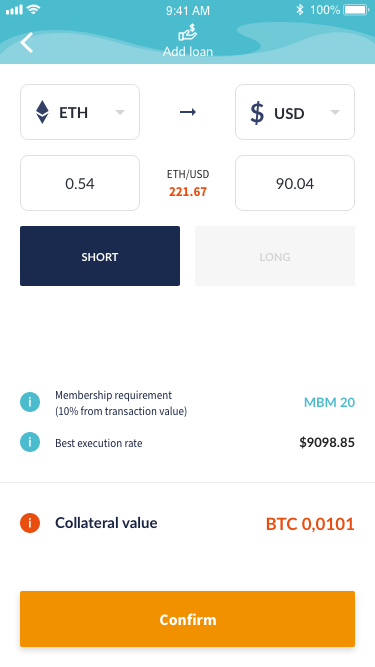 9:41 AM
100%
Add loan
ETH
$ USD
0.54
ETH/USD
221.67
90.04
SHORT
LONG
Membership requirement
(10% from transaction value)
MBM 20
Best execution rate
$9098.85
Collateral value
BTC 0,0101
Confirm